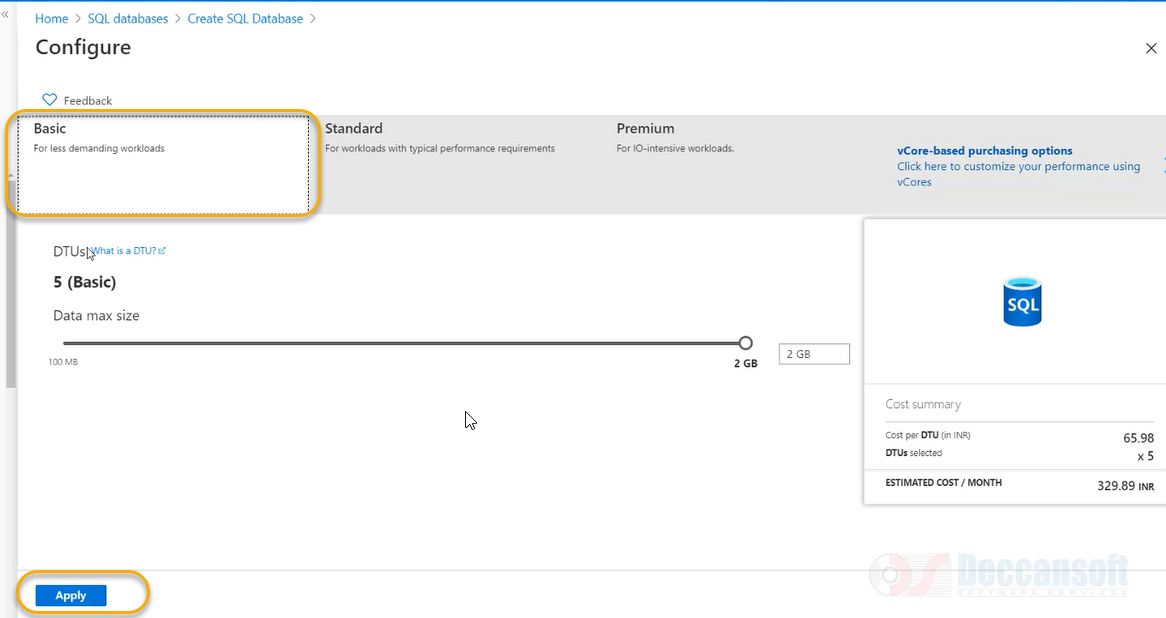 «
Home > SQL databases > Create SQL Database >
Configure
Feedback
Basic
For less demanding workloads
Standard
For workloads with typical performance requirements
Premium
For IO-intensive workloads.
vCore-based purchasing options
Click here to customize your performance using
vCores
DTUs What is a DTU?
5 (Basic)
Data max size
100 MB
2 GB
2 GB
SQL
Cost summary
Cost per DTU (in INR) 65.98
DTUs selected x 5
ESTIMATED COST / MONTH 329.89 INR
Apply
Deccansoft
SOFTWARE SERVICES